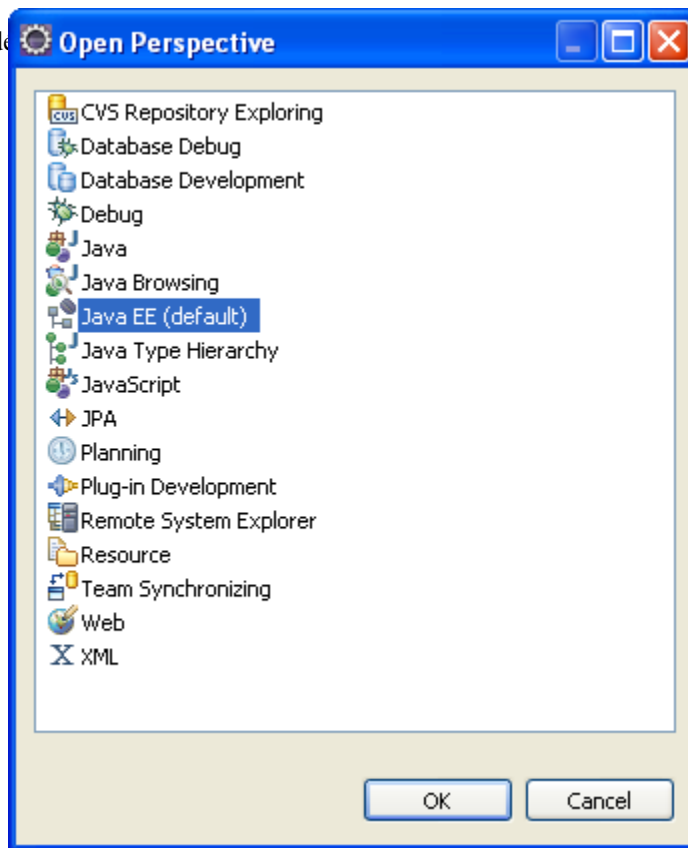 Open Perspective
CVS Repository Exploring
Database Debug
Database Development
Debug
Java
Java Browsing
Java EE (default)
Java Type Hierarchy
JavaScript
JPA
Planning
Plug-in Development
Remote System Explorer
Resource
Team Synchronizing
Web
XML
OK
Cancel